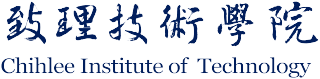 致理技術學院
Chihlee Institute of Technology